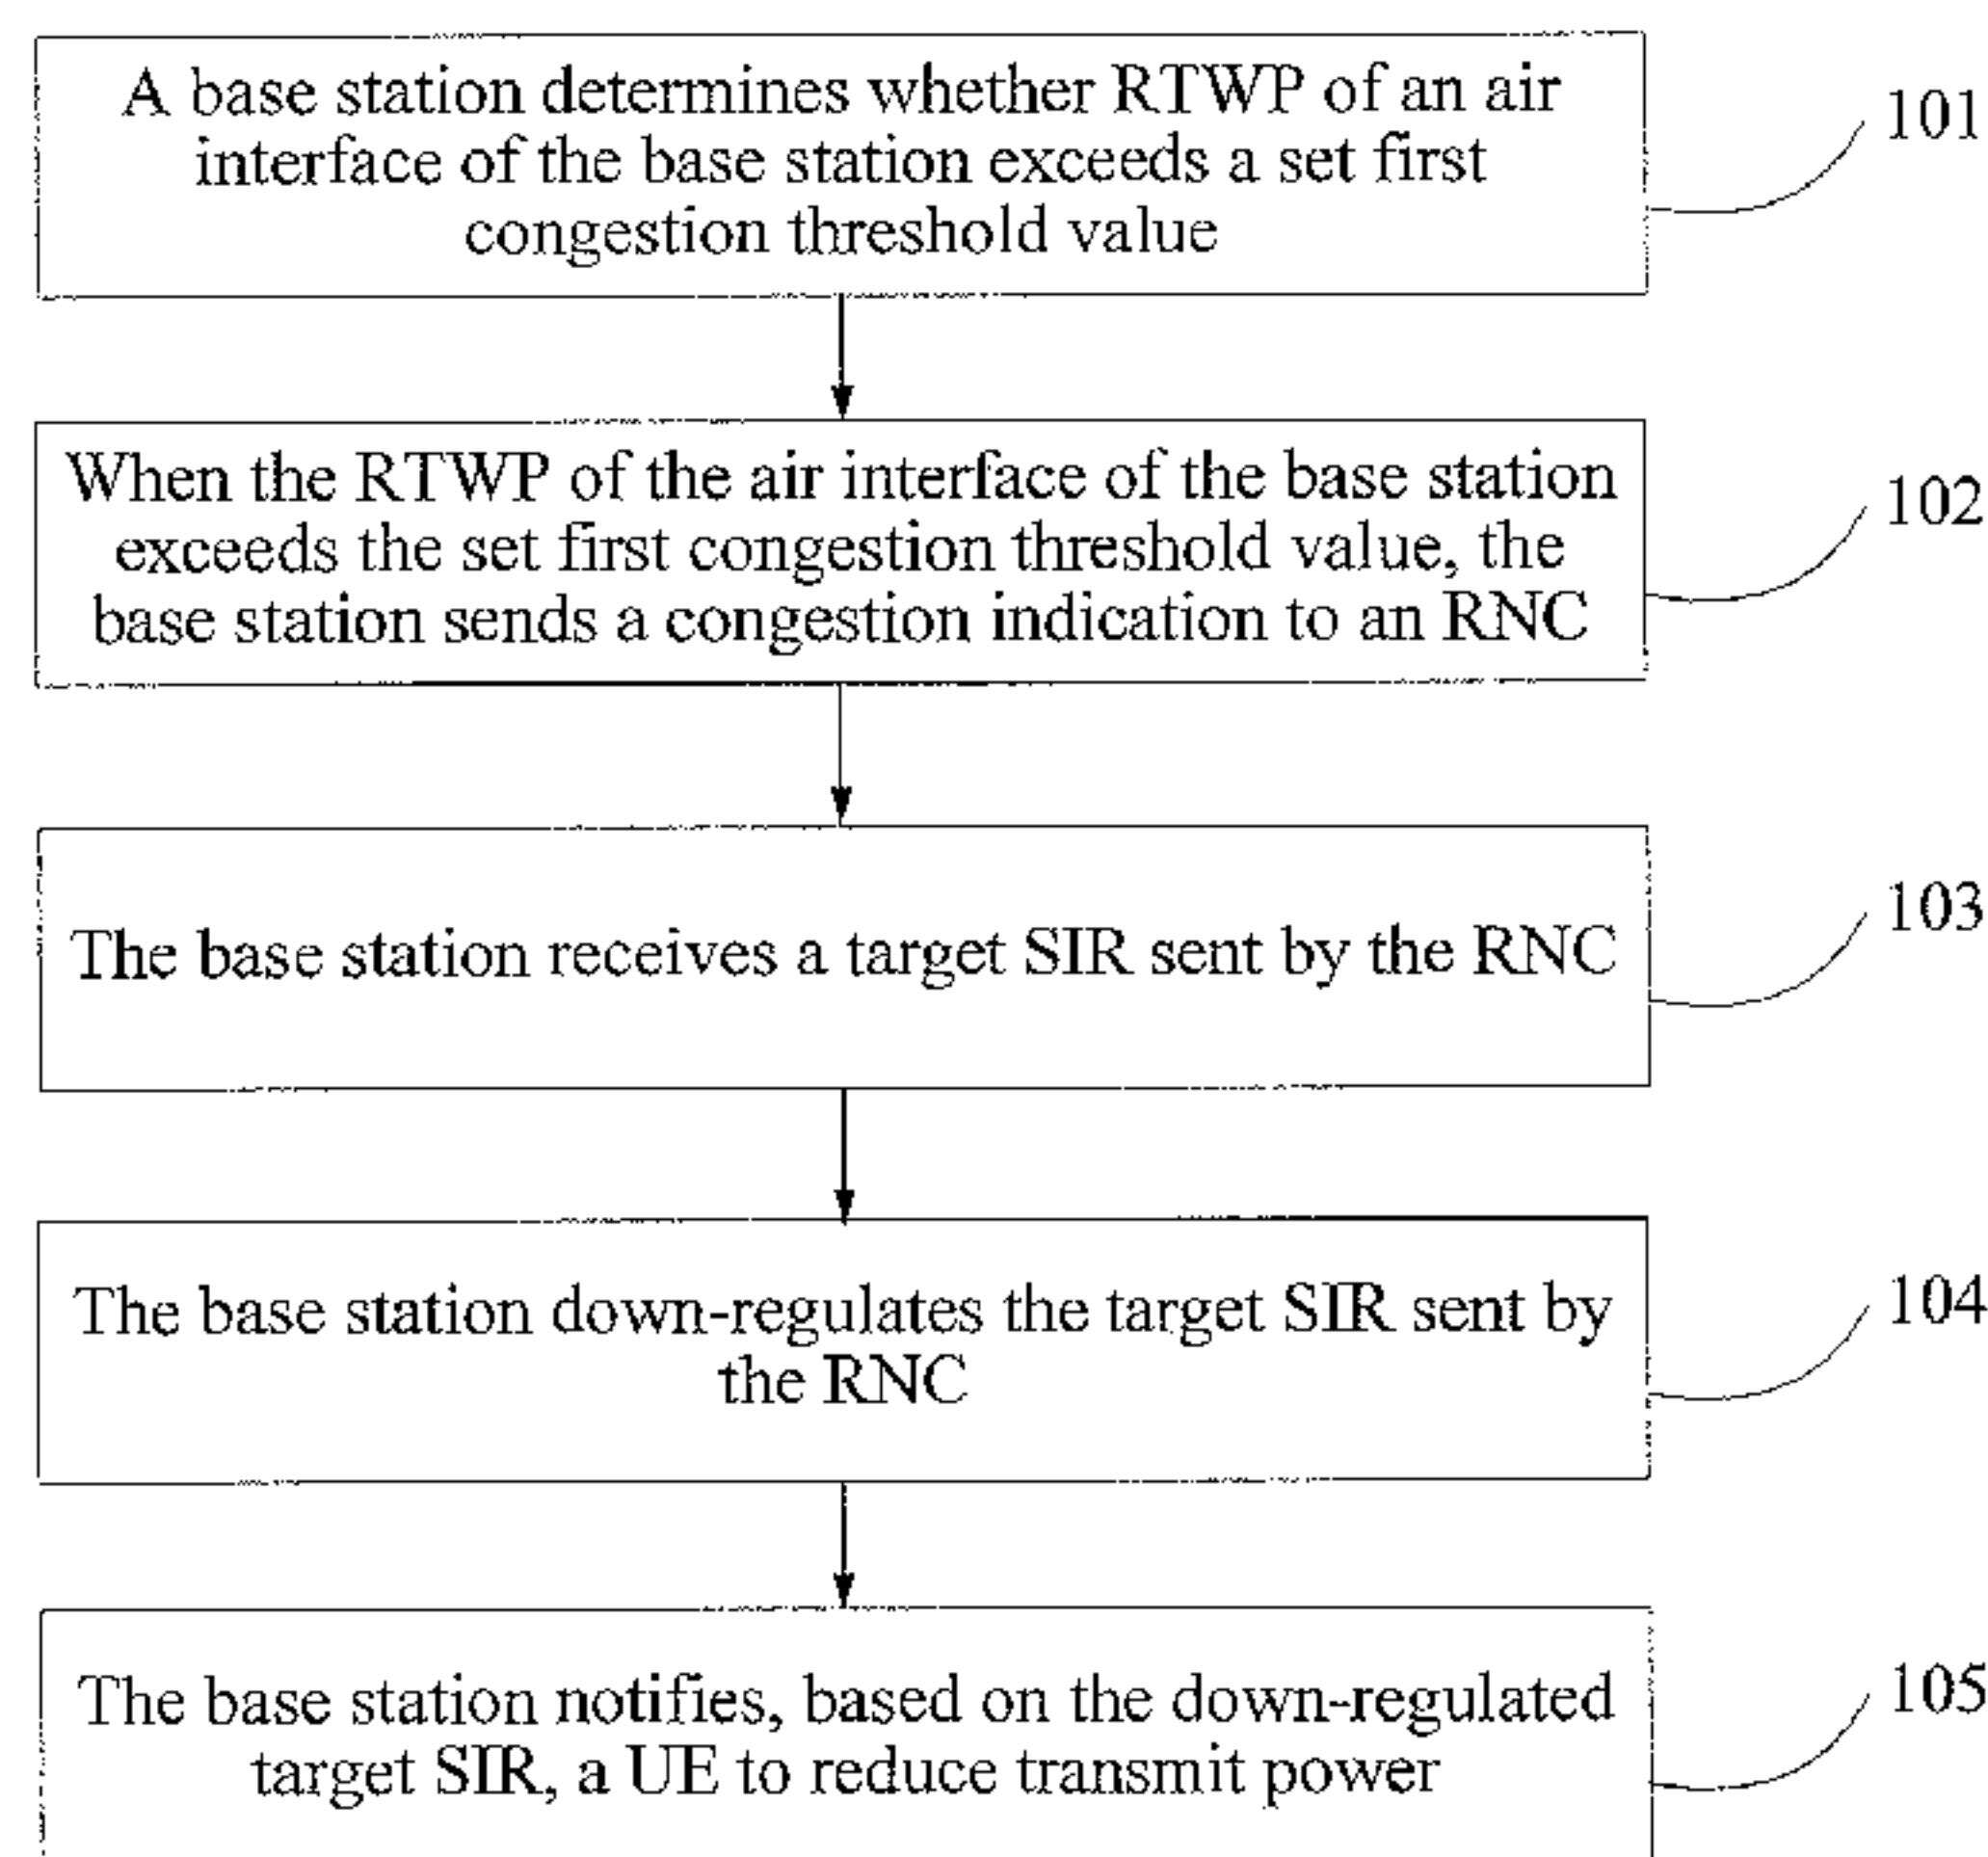 A base station determines whether RTWP of an air
interface of the base station exceeds a set first
congestion threshold value
101
When the RTWP of the air interface of the base station
exceeds the set first congestion threshold value, the
base station sends a congestion indication to an RNC
102
The base station receives a target SIR sent by the RNC
103
The base station down-regulates the target SIR sent by
the RNC
104
The base station notifies, based on the down-regulated
target SIR, a UE to reduce transmit power
105